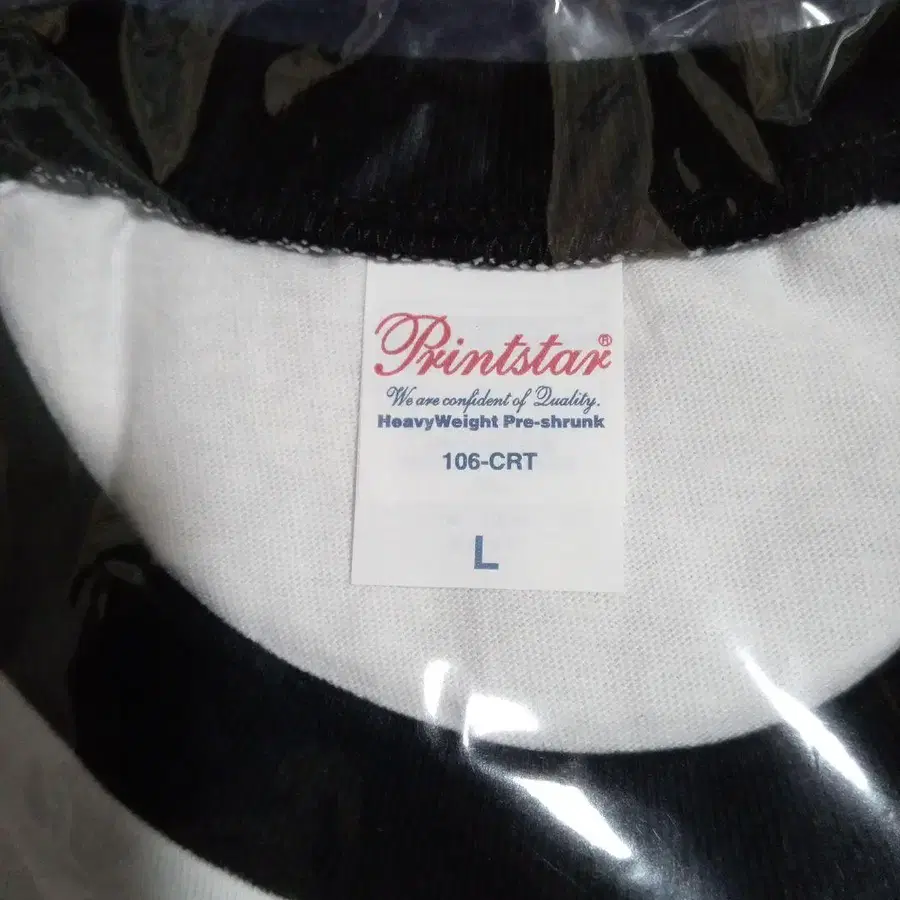 Printstar®
We are confident of Quality.
HeavyWeight Pre-shrunk
106-CRT
L